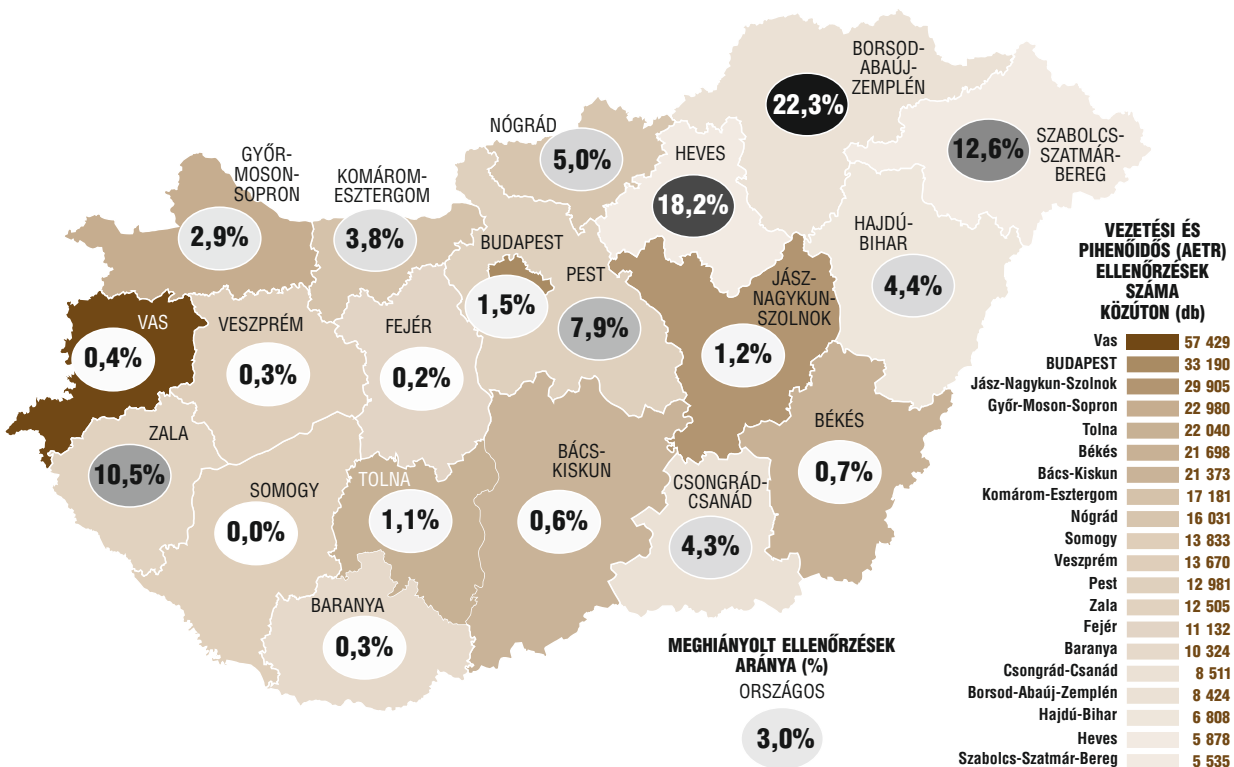 BORSOD-
ABAÚJ-
ZEMPLÉN
22,3%
NÓGRÁD
5,0%
HEVES
18,2%
SZABOLCS-
SZATMÁR-
BEREG
12,6%
GYŐR-
MOSON-
SOPRON
2,9%
KOMÁROM-
ESZTERGOM
3,8%
BUDAPEST
1,5%
PEST
7,9%
JÁSZ-
NAGYKUN-
SZOLNOK
1,2%
HAJDÚ-
BIHAR
4,4%
VAS
0,4%
VESZPRÉM
0,3%
FEJÉR
0,2%
ZALA
10,5%
SOMOGY
0,0%
TOLNA
1,1%
BÁCS-
KISKUN
0,6%
CSONGRÁD-
CSANÁD
4,3%
BÉKÉS
0,7%
BARANYA
0,3%
MEGHIÁNYOLT ELLENŐRZÉSEK
ARÁNYA (%)
ORSZÁGOS
3,0%
VEZETÉSI ÉS
PIHENŐIDŐS (AETR)
ELLENŐRZÉSEK
SZÁMA
KÖZÚTON (db)
Vas 57 429
BUDAPEST 33 190
Jász-Nagykun-Szolnok 29 905
Győr-Moson-Sopron 22 980
Tolna 22 040
Békés 21 698
Bács-Kiskun 21 373
Komárom-Esztergom 17 181
Nógrád 16 031
Somogy 13 833
Veszprém 13 670
Pest 12 981
Zala 12 505
Fejér 11 132
Baranya 10 324
Csongrád-Csanád 8 511
Borsod-Abaúj-Zemplén 8 424
Hajdú-Bihar 6 808
Heves 5 878
Szabolcs-Szatmár-Bereg 5 535